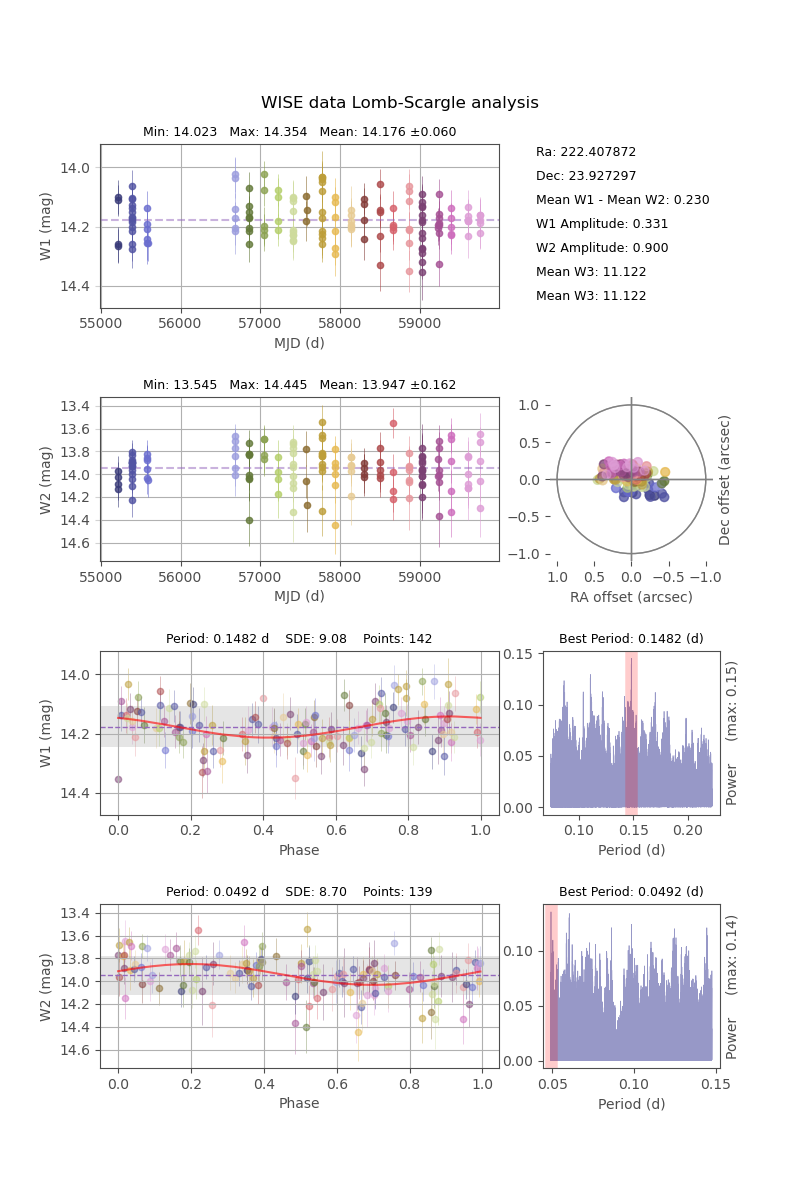 WISE data Lomb-Scargle analysis
Min: 14.023   Max: 14.354   Mean: 14.176 ±0.060
14.0
14.2
14.4
W1 (mag)
55000 56000 57000 58000 59000
MJD (d)
Ra: 222.407872
Dec: 23.927297
Mean W1 - Mean W2: 0.230
W1 Amplitude: 0.331
W2 Amplitude: 0.900
Mean W3: 11.122
Mean W3: 11.122
Min: 13.545   Max: 14.445   Mean: 13.947 ±0.162
13.4
13.6
13.8
14.0
14.2
14.4
14.6
W2 (mag)
55000 56000 57000 58000 59000
MJD (d)
1.0
0.5
0.0
−0.5
−1.0
Dec offset (arcsec)
1.0 0.5 0.0 −0.5 −1.0
RA offset (arcsec)
Period: 0.1482 d    SDE: 9.08    Points: 142
14.0
14.2
14.4
W1 (mag)
0.0 0.2 0.4 0.6 0.8 1.0
Phase
Best Period: 0.1482 (d)
0.15
0.10
0.05
0.00
Power     (max: 0.15)
0.10 0.15 0.20
Period (d)
Period: 0.0492 d    SDE: 8.70    Points: 139
13.4
13.6
13.8
14.0
14.2
14.4
14.6
W2 (mag)
0.0 0.2 0.4 0.6 0.8 1.0
Phase
Best Period: 0.0492 (d)
0.10
0.05
0.00
Power     (max: 0.14)
0.05 0.10 0.15
Period (d)